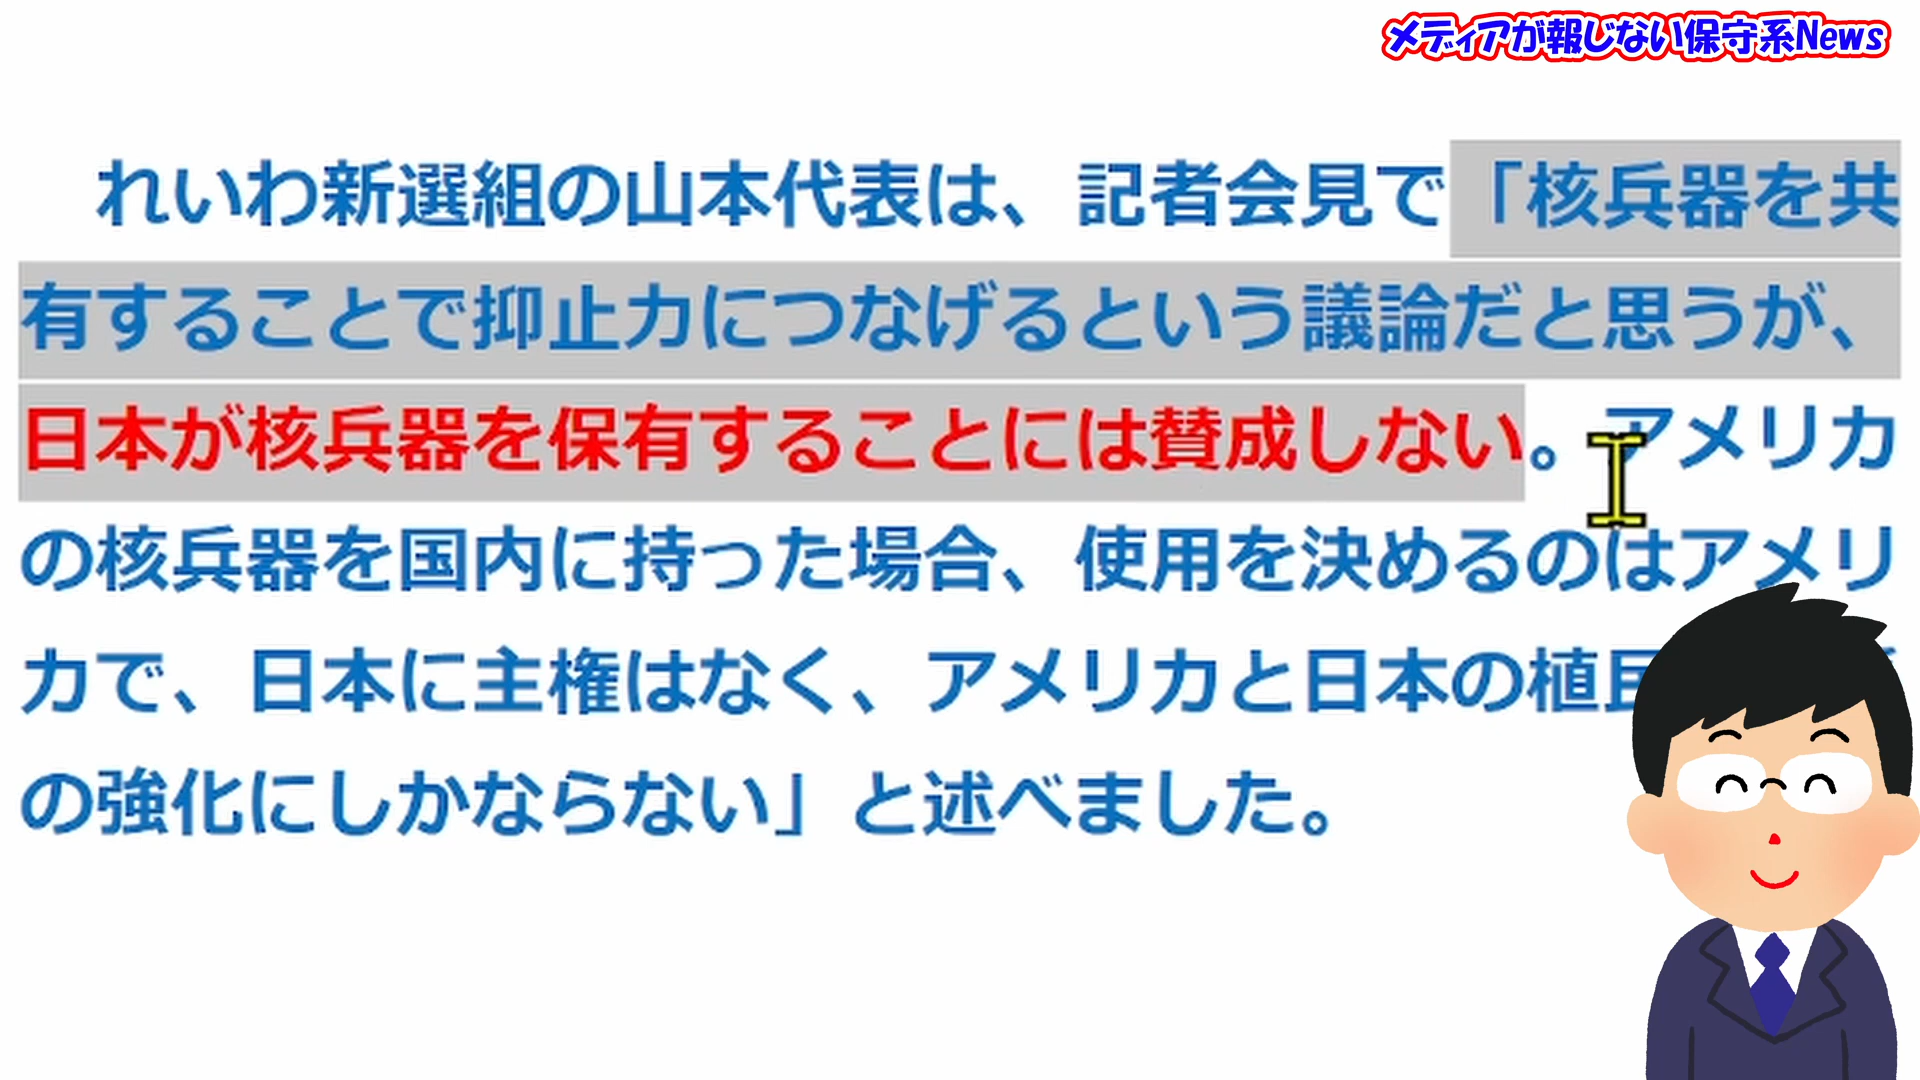 メディアが報じない保守系News
れいわ新選組の山本代表は、記者会見で「核兵器を共
有することで抑止力につなげるという議論だと思うが、
日本が核兵器を保有することには賛成しない。アメリカ
の核兵器を国内に持った場合、使用を決めるのはアメリ
カで、日本に主権はなく、アメリカと日本の植民
の強化にしかならない」と述べました。